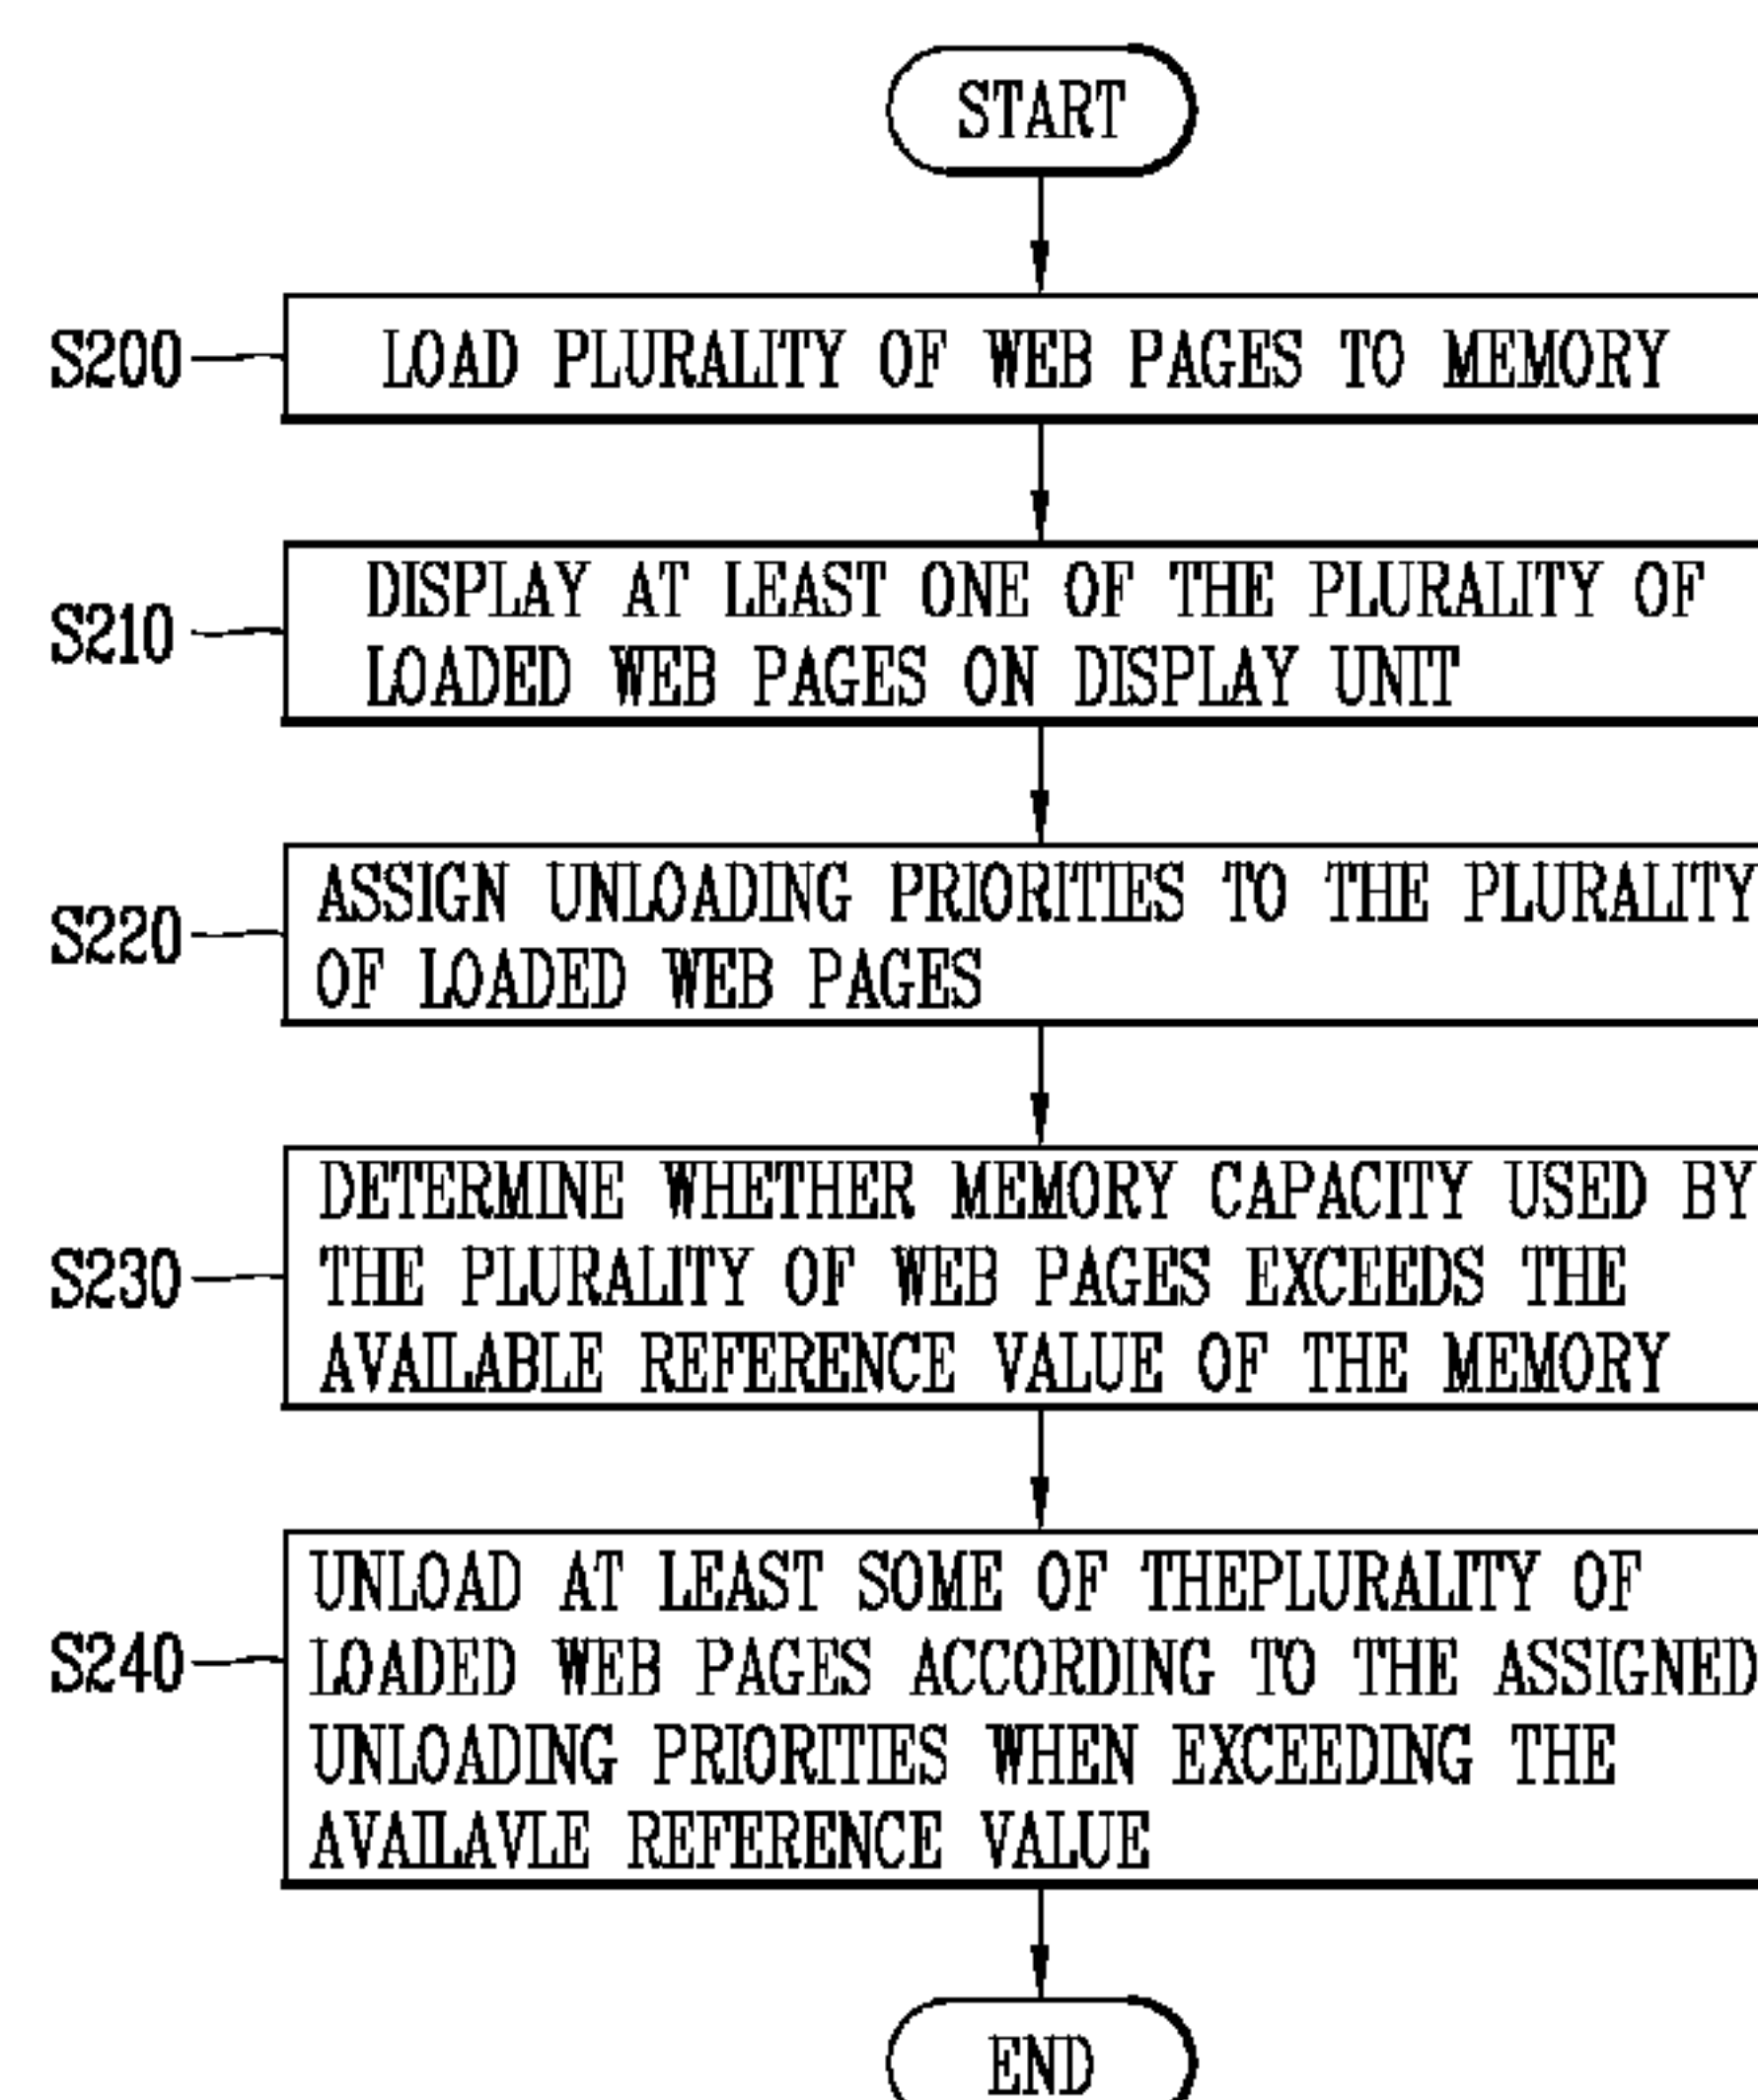 START
S200
LOAD PLURALITY OF WEB PAGES TO MEMORY
S210
DISPLAY AT LEAST ONE OF THE PLURALITY OF
LOADED WEB PAGES ON DISPLAY UNIT
S220
ASSIGN UNLOADING PRIORITIES TO THE PLURALITY
OF LOADED WEB PAGES
S230
DETERMINE WHETHER MEMORY CAPACITY USED BY
THE PLURALITY OF WEB PAGES EXCEEDS THE
AVAILABLE REFERENCE VALUE OF THE MEMORY
S240
UNLOAD AT LEAST SOME OF THEPLURALITY OF
LOADED WEB PAGES ACCORDING TO THE ASSIGNED
UNLOADING PRIORITIES WHEN EXCEEDING THE
AVAILAVLE REFERENCE VALUE
END